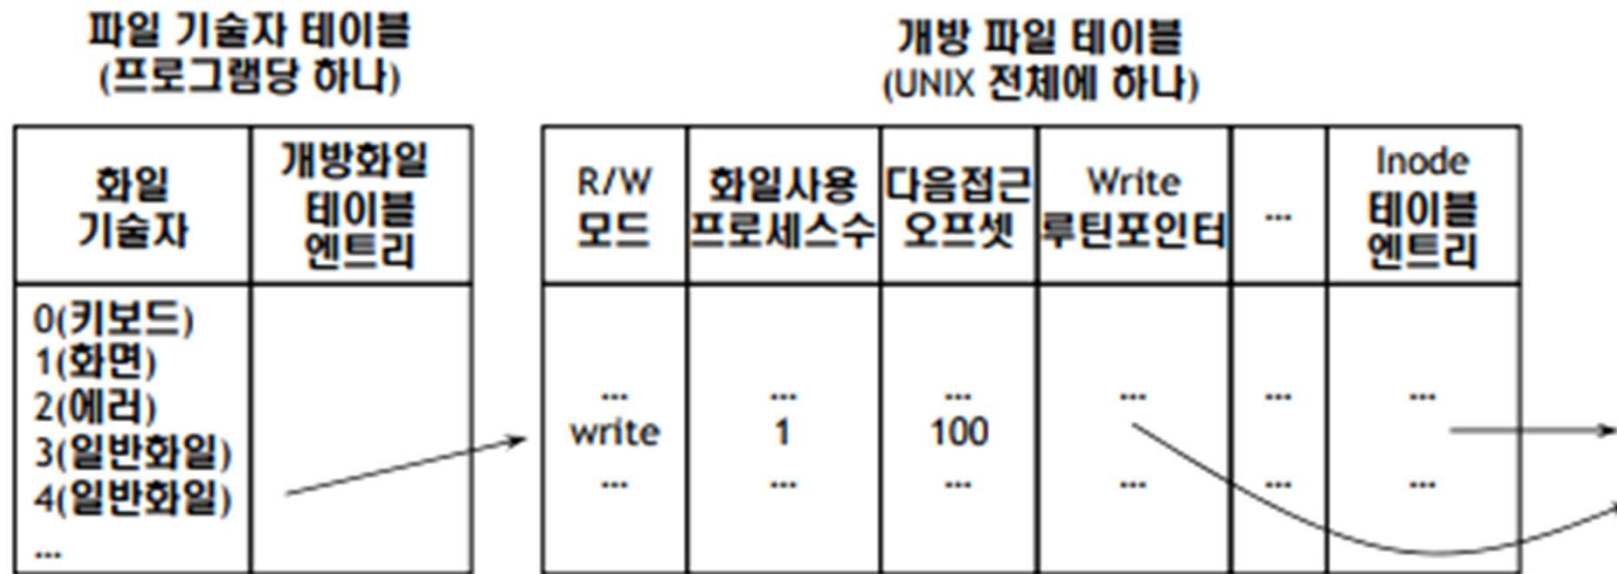 파일 기술자 테이블
(프로그램당 하나)
화일
기술자
개방화일
테이블
엔트리
0(키보드)
1(화면)
2(에러)
3(일반화일)
4(일반화일)
...
개방 파일 테이블
(UNIX 전체에 하나)
R/W
모드
화일사용
프로세스수
다음접근
오프셋
Write
루틴포인터
...
Inode
테이블
엔트리
... ... ... ... ... ...
write 1 100
... ... ... ... ... ...